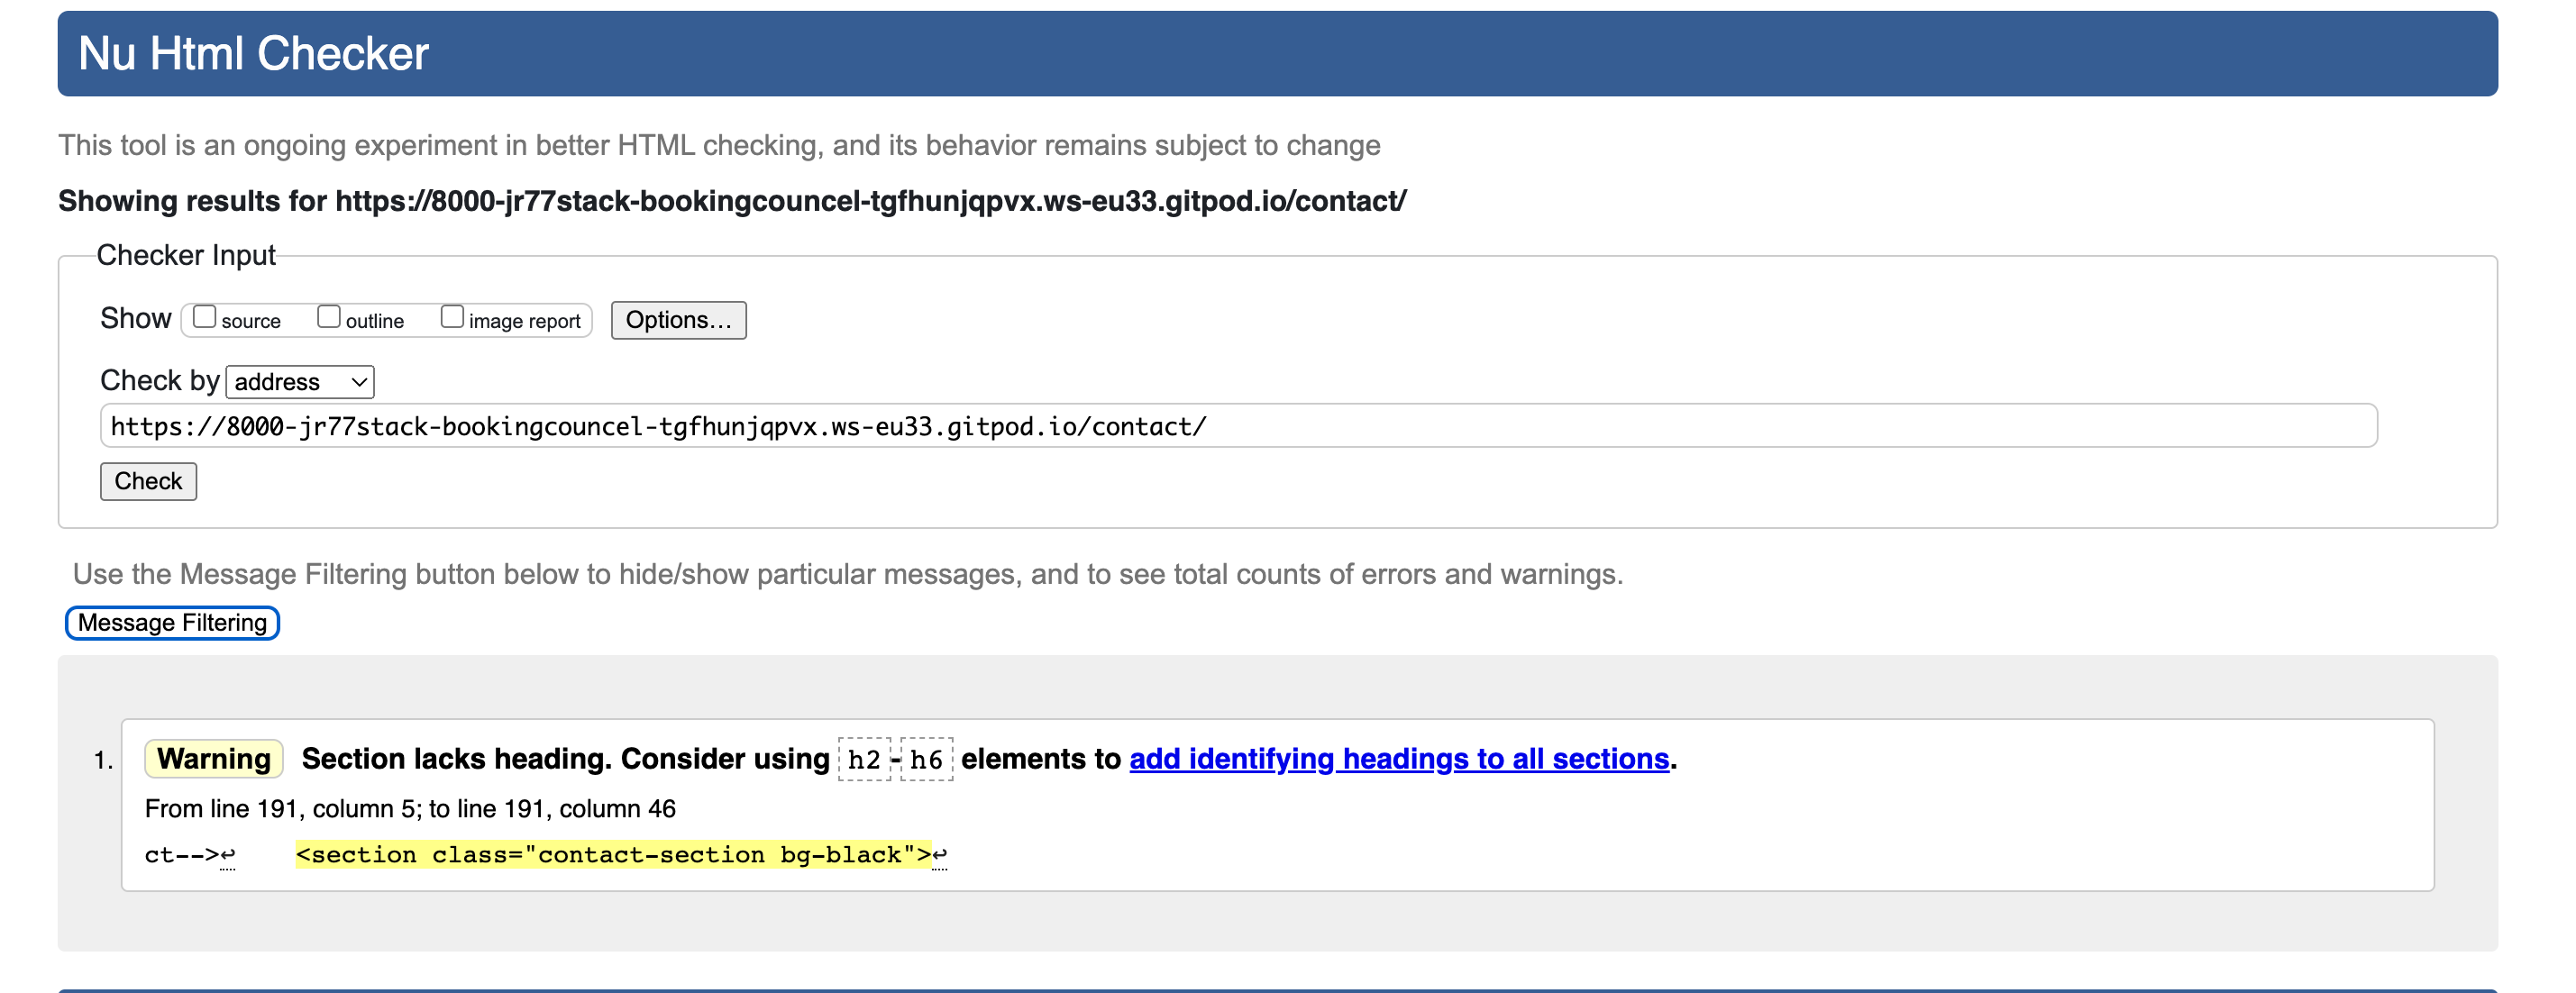 Nu Html Checker
This tool is an ongoing experiment in better HTML checking, and its behavior remains subject to change
Showing results for https://8000-jr77stack-bookingcouncel-tgfhunjqpvx.ws-eu33.gitpod.io/contact/
Checker Input
Show source outline image report Options...
Check by address
https://8000-jr77stack-bookingcouncel-tgfhunjqpvx.ws-eu33.gitpod.io/contact/
Check
Use the Message Filtering button below to hide/show particular messages, and to see total counts of errors and warnings.
Message Filtering
1. Warning Section lacks heading. Consider using h2-h6 elements to add identifying headings to all sections.
From line 191, column 5; to line 191, column 46
ct-->↩ <section class="contact-section bg-black">↩